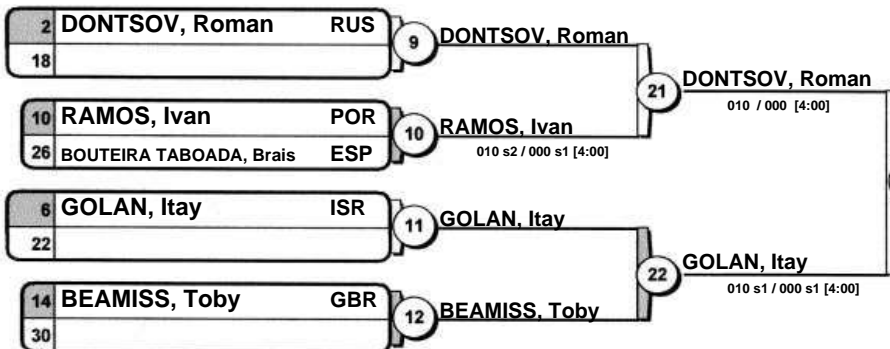 2 DONTSOV, Roman RUS
18
9
DONTSOV, Roman
10 RAMOS, Ivan POR
26 BOUTEIRA TABOADA, Brais ESP
10
RAMOS, Ivan
010 s2 / 000 s1 [4:00]
21
DONTSOV, Roman
010 / 000 [4:00]
6 GOLAN, Itay ISR
22
11
GOLAN, Itay
14 BEAMISS, Toby GBR
30
12
BEAMISS, Toby
22
GOLAN, Itay
010 s1 / 000 s1 [4:00]